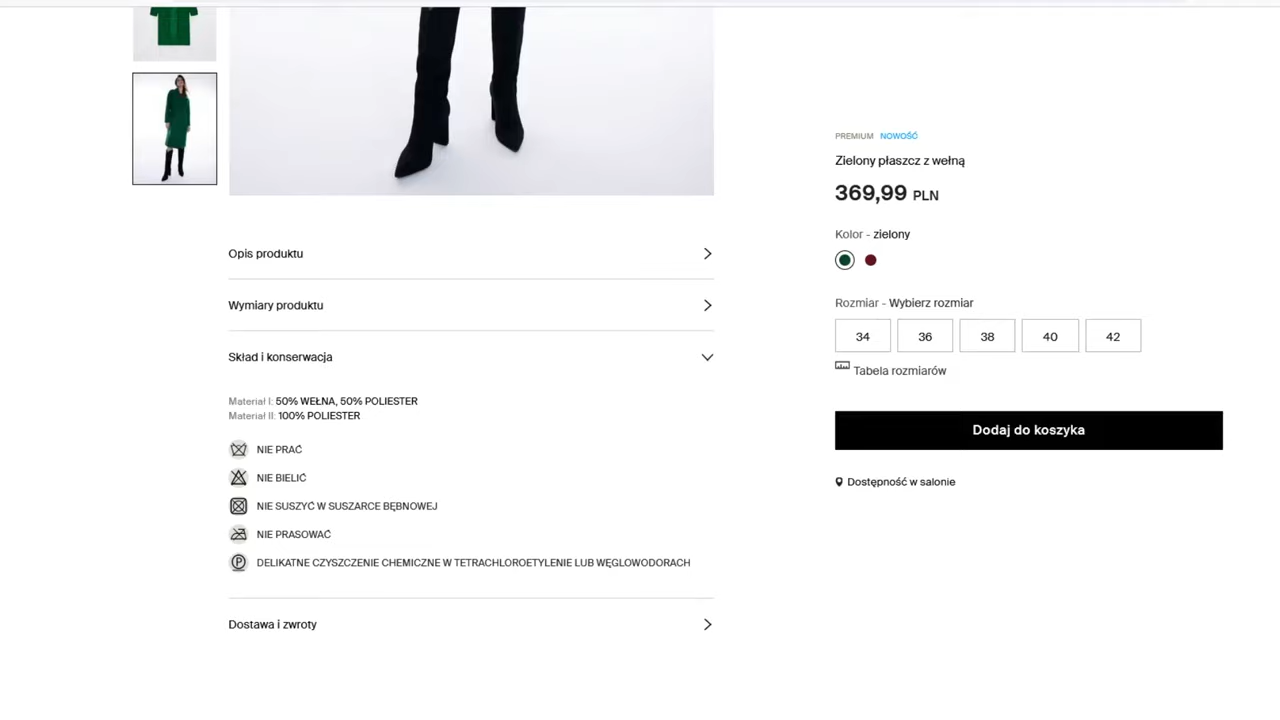 PREMIUM NOWOŚĆ
Zielony płaszcz z wełną
369,99 PLN
Kolor - zielony
Rozmiar - Wybierz rozmiar
34 36 38 40 42
Tabela rozmiarów
Dodaj do koszyka
Dostępność w salonie
Opis produktu
Wymiary produktu
Skład i konserwacja
Materiał I: 50% WEŁNA, 50% POLIESTER
Materiał II: 100% POLIESTER
NIE PRAĆ
NIE BIELIĆ
NIE SUSZYĆ W SUSZARCE BĘBNOWEJ
NIE PRASOWAĆ
P DELIKATNE CZYSZCZENIE CHEMICZNE W TETRACHLOROETYLENIE LUB WĘGLOWODORACH
Dostawa i zwroty